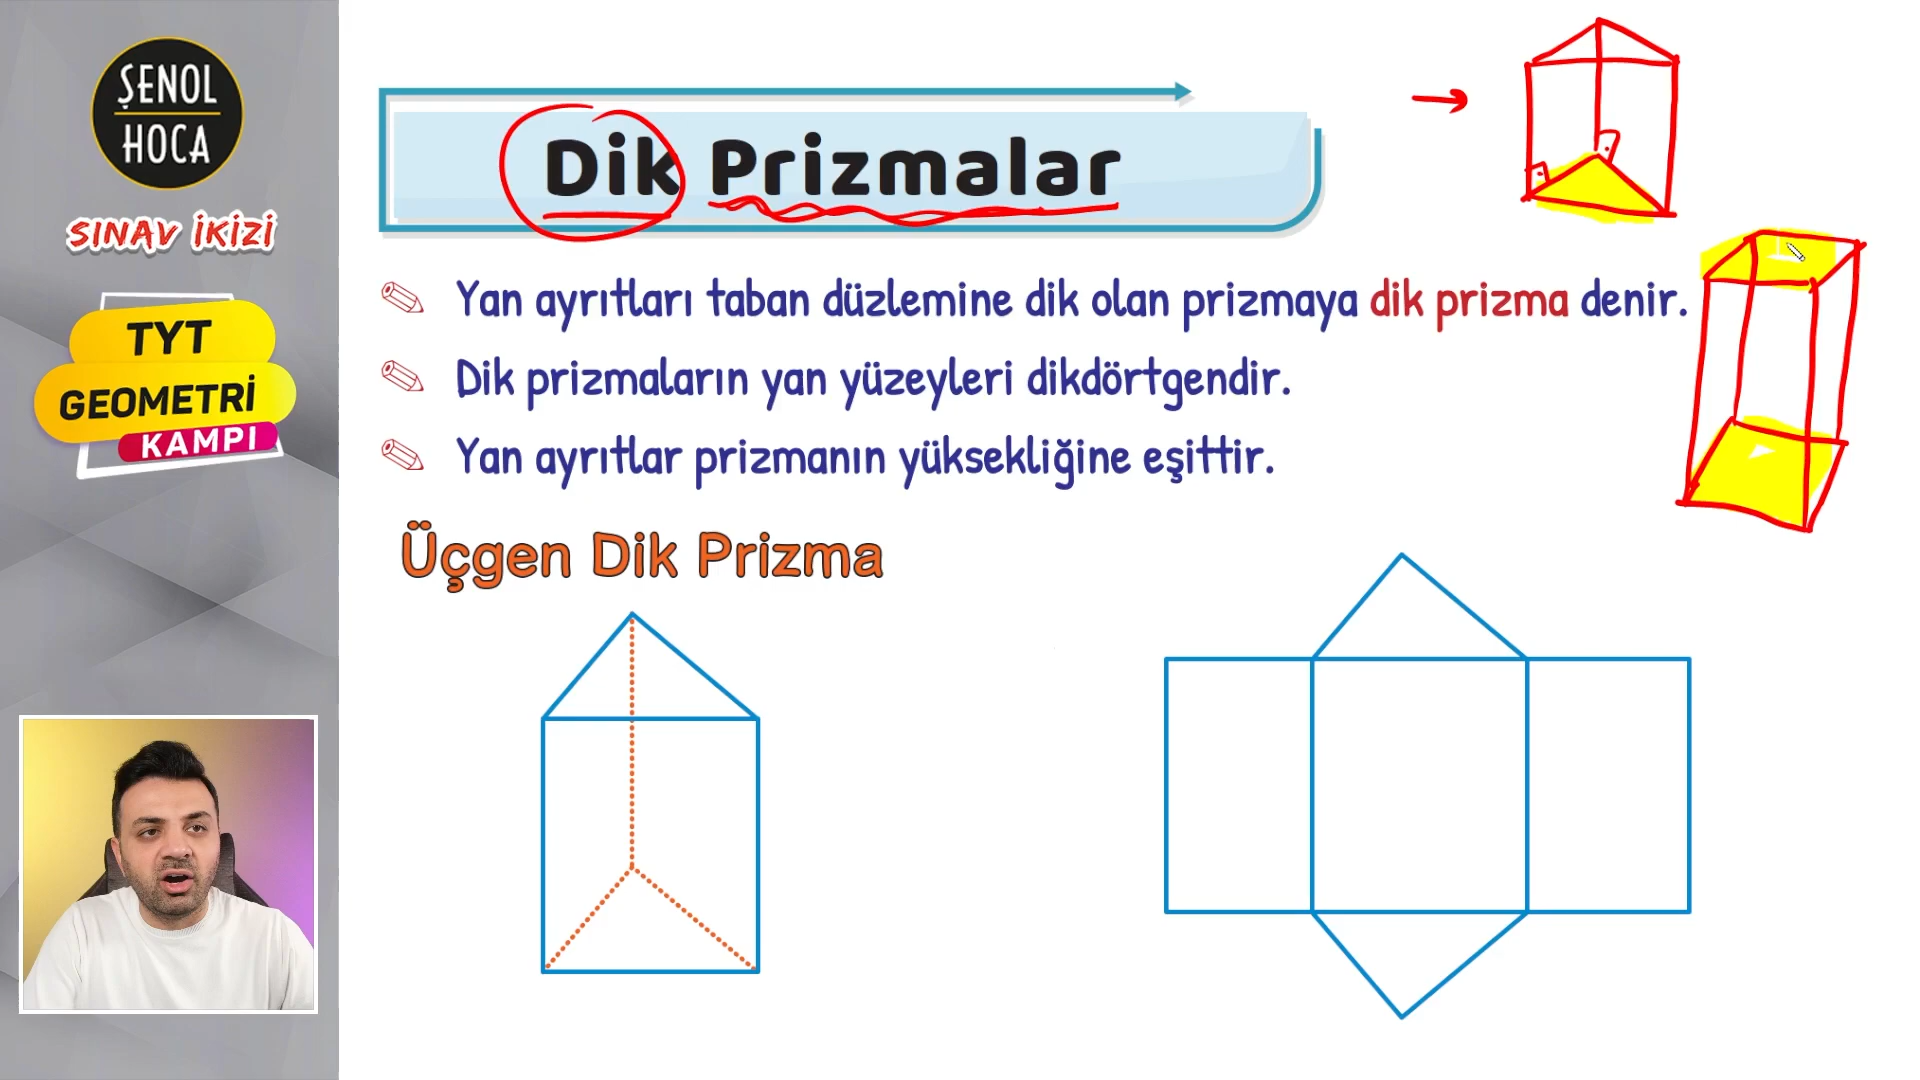 ŞENOL
HOCA
SINAV İKİZİ
TYT
GEOMETRİ
KAMPI
Dik Prizmalar
Yan ayrıtları taban düzlemine dik olan prizmaya dik prizma denir.
Dik prizmaların yan yüzeyleri dikdörtgendir.
Yan ayrıtlar prizmanın yüksekliğine eşittir.
Üçgen Dik Prizma